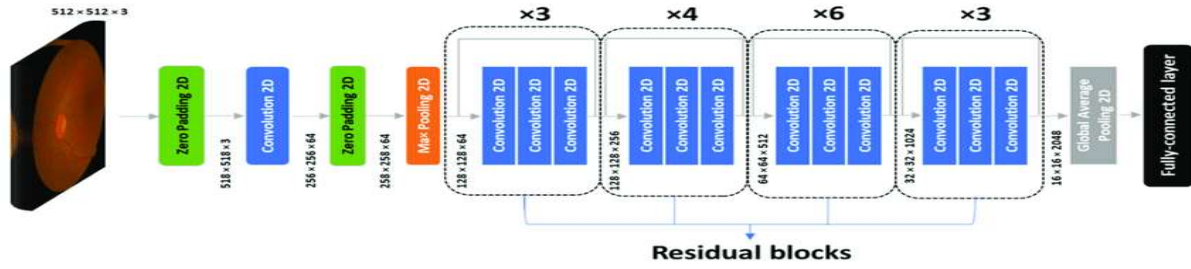 512×512×3
×3
×4
×6
×3
Zero Padding 2D
518×518×3
Convolution 2D
256×256×64
Zero Padding 2D
258×258×64
Max Pooling 2D
128×128×64
Convolution 2D
Convolution 2D
Convolution 2D
128×128×256
Convolution 2D
Convolution 2D
Convolution 2D
64×64×512
Convolution 2D
Convolution 2D
Convolution 2D
32×32×1024
Convolution 2D
Convolution 2D
Convolution 2D
16×16×2048
Global Average
Pooling 2D
Fully-connected layer
Residual blocks